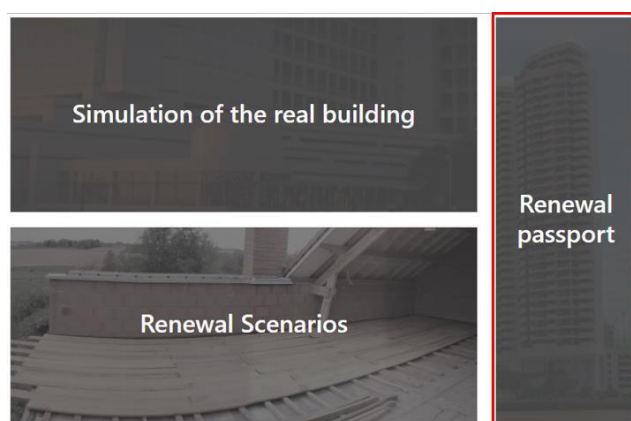 Simulation of the real building
Renewal Scenarios
Renewal
passport